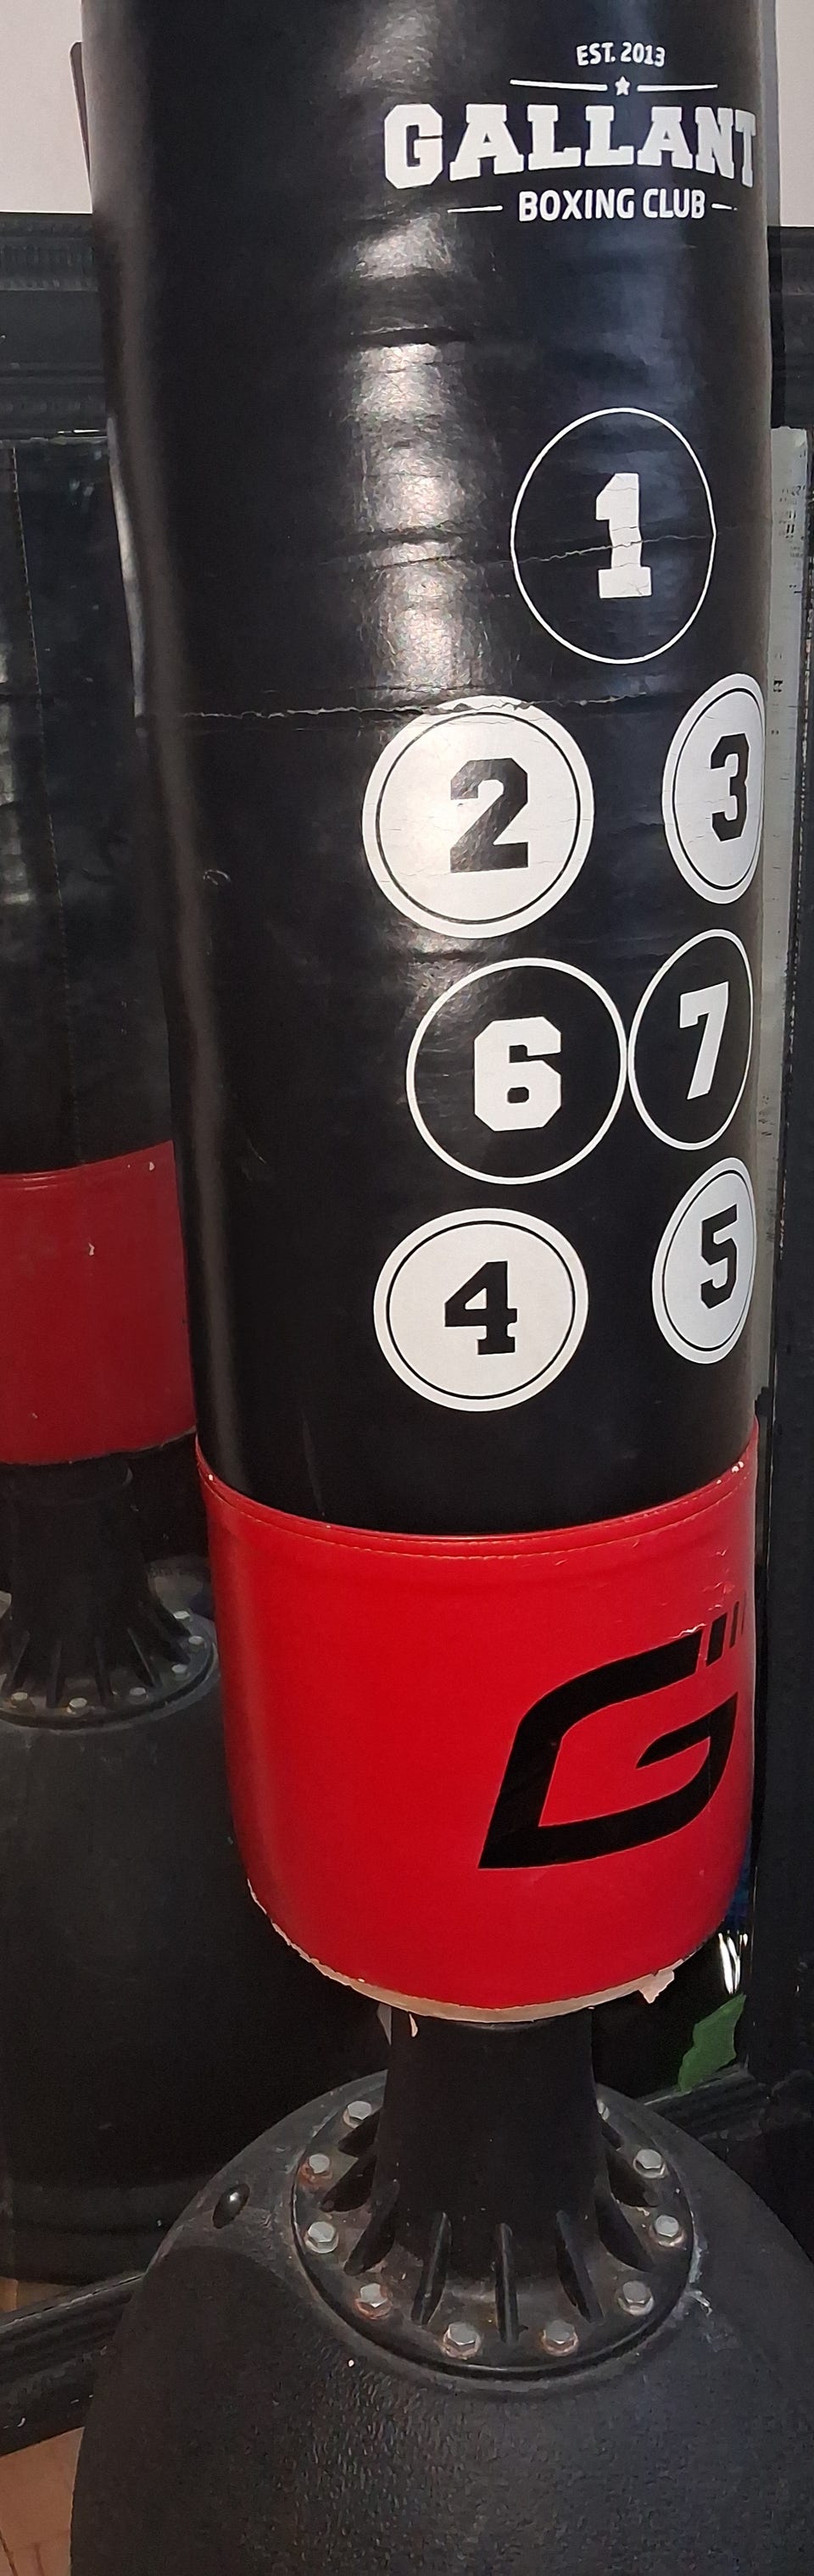 EST. 2013
GALLANT
BOXING CLUB
1
2 3
6 7
4 5
G